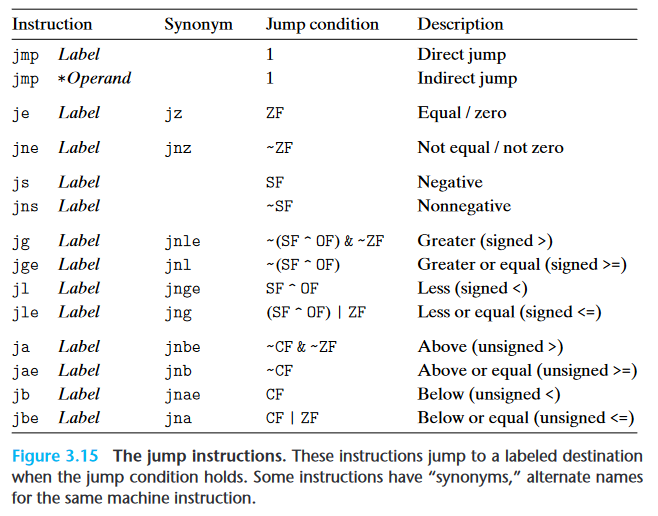 Instruction Synonym Jump condition Description
jmp Label 1 Direct jump
jmp *Operand 1 Indirect jump
je Label jz ZF Equal / zero
jne Label jnz ~ZF Not equal / not zero
js Label SF Negative
jns Label ~SF Nonnegative
jg Label jnle ~(SF ^ OF) & ~ZF Greater (signed >)
jge Label jnl ~(SF ^ OF) Greater or equal (signed >=)
jl Label jnge SF ^ OF Less (signed <)
jle Label jng (SF ^ OF) | ZF Less or equal (signed <=)
ja Label jnbe ~CF & ~ZF Above (unsigned >)
jae Label jnb ~CF Above or equal (unsigned >=)
jb Label jnae CF Below (unsigned <)
jbe Label jna CF | ZF Below or equal (unsigned <=)
Figure 3.15 The jump instructions. These instructions jump to a labeled destination
when the jump condition holds. Some instructions have “synonyms,” alternate names
for the same machine instruction.